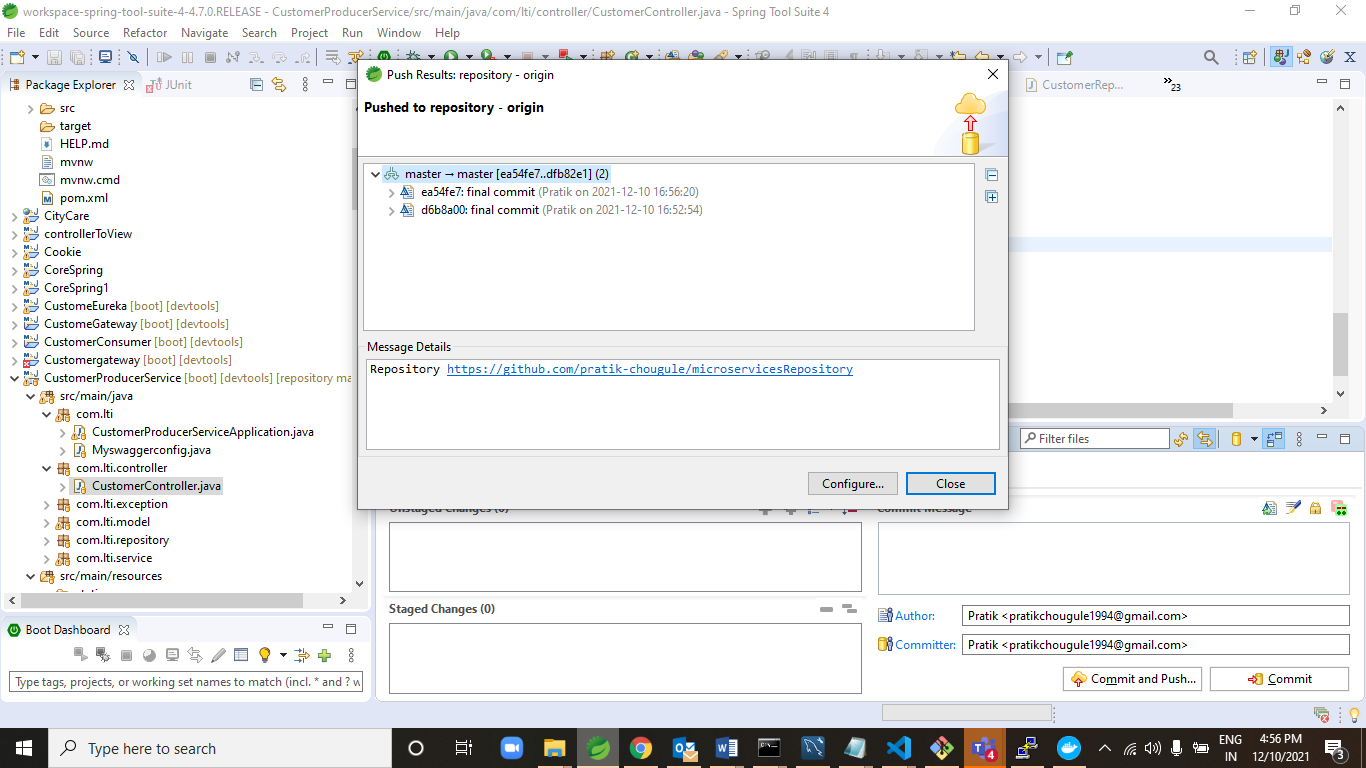 workspace-spring-tool-suite-4-4.7.0.RELEASE - CustomerProducerService/src/main/java/com/lti/controller/CustomerController.java - Spring Tool Suite 4
File Edit Source Refactor Navigate Search Project Run Window Help
Package Explorer JUnit
src
target
HELP.md
mvnw
mvnw.cmd
pom.xml
CityCare
controllerToView
Cookie
CoreSpring
CoreSpring1
CustomeEureka [boot] [devtools]
CustomeGateway [boot] [devtools]
CustomerConsumer [boot] [devtools]
Customergateway [boot] [devtools]
CustomerProducerService [boot] [devtools] [repository ma
src/main/java
com.lti
CustomerProducerServiceApplication.java
Myswaggerconfig.java
com.lti.controller
CustomerController.java
com.lti.exception
com.lti.model
com.lti.repository
com.lti.service
src/main/resources
Boot Dashboard
Type tags, projects, or working set names to match (incl. * and ? w
Push Results: repository - origin
Pushed to repository - origin
master → master [ea54fe7..dfb82e1] (2)
ea54fe7: final commit (Pratik on 2021-12-10 16:56:20)
d6b8a00: final commit (Pratik on 2021-12-10 16:52:54)
Message Details
Repository https://github.com/pratik-chougule/microservicesRepository
Configure... Close
CustomerRep... 23
Filter files
Unstaged Changes (0)
Staged Changes (0)
Commit Message
Author: Pratik <pratikchougule1994@gmail.com>
Committer: Pratik <pratikchougule1994@gmail.com>
Commit and Push... Commit
Type here to search
4
ENG
IN
4:56 PM
12/10/2021
3